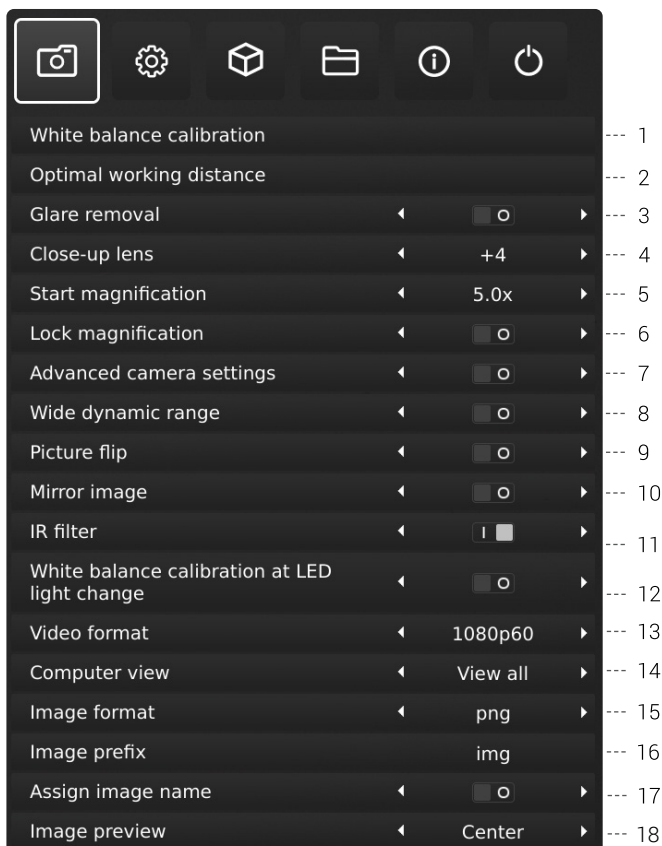 White balance calibration --- 1
Optimal working distance --- 2
Glare removal O --- 3
Close-up lens +4 --- 4
Start magnification 5.0x --- 5
Lock magnification O --- 6
Advanced camera settings O --- 7
Wide dynamic range O --- 8
Picture flip O --- 9
Mirror image O --- 10
IR filter I --- 11
White balance calibration at LED
light change O --- 12
Video format 1080p60 --- 13
Computer view View all --- 14
Image format png --- 15
Image prefix img --- 16
Assign image name O --- 17
Image preview Center --- 18